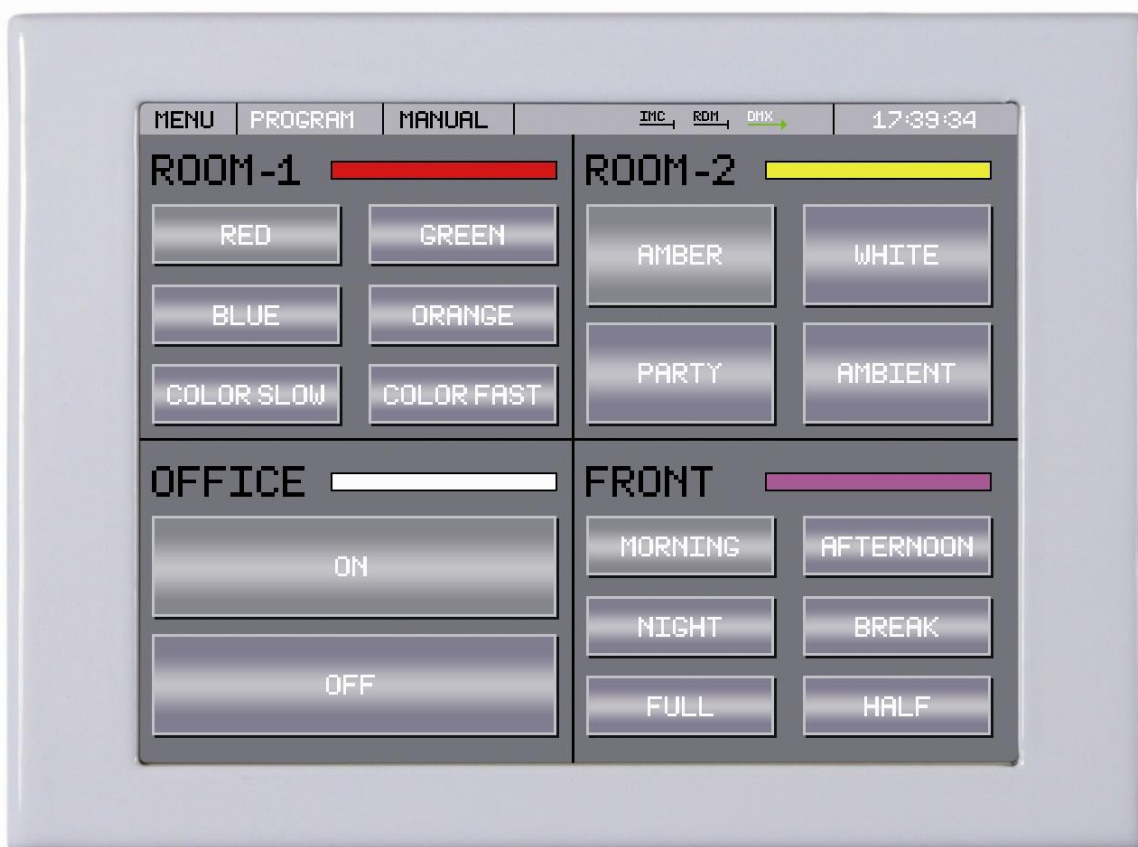 MENU PROGRAM MANUAL IMC RDM DMX 17:39:34
ROOM-1
RED GREEN
BLUE ORANGE
COLOR SLOW COLOR FAST
ROOM-2
AMBER WHITE
PARTY AMBIENT
OFFICE
ON
OFF
FRONT
MORNING AFTERNOON
NIGHT BREAK
FULL HALF